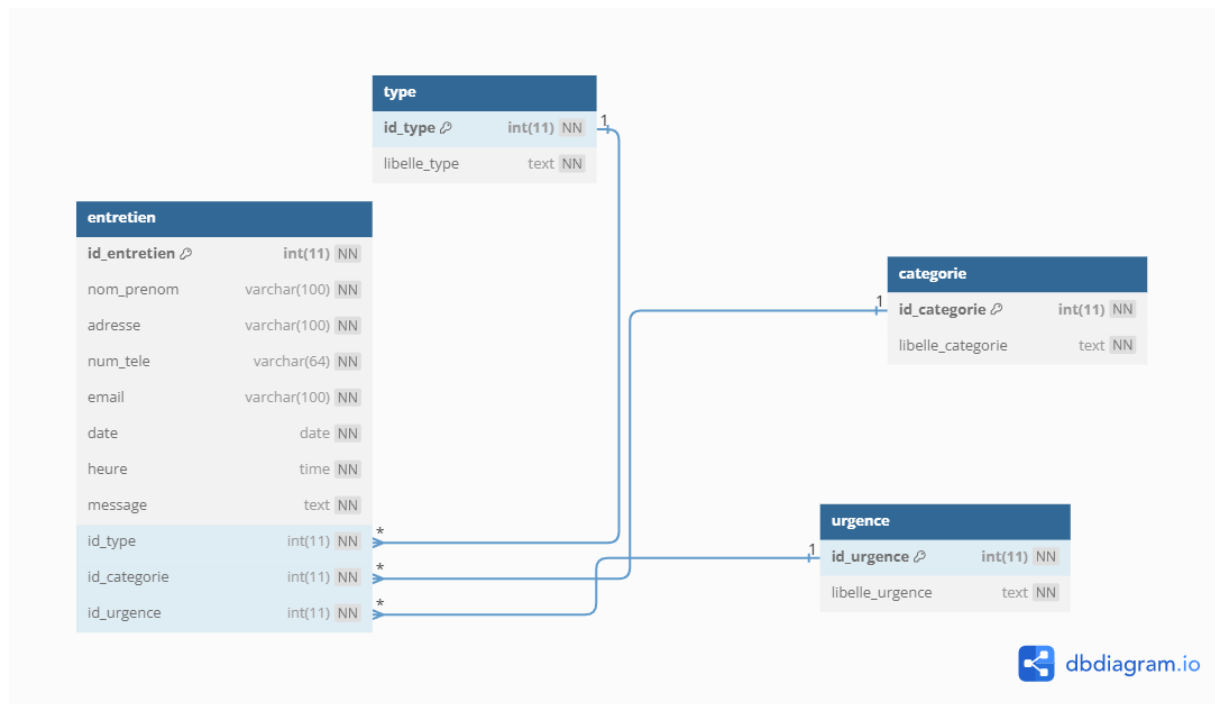 type
id_type int(11) NN
libelle_type text NN
entretien
id_entretien int(11) NN
nom_prenom varchar(100) NN
adresse varchar(100) NN
num_tele varchar(64) NN
email varchar(100) NN
date date NN
heure time NN
message text NN
id_type int(11) NN
id_categorie int(11) NN
id_urgence int(11) NN
1
*
*
*
categorie
1
id_categorie int(11) NN
libelle_categorie text NN
urgence
1
id_urgence int(11) NN
libelle_urgence text NN
dbdiagram.io